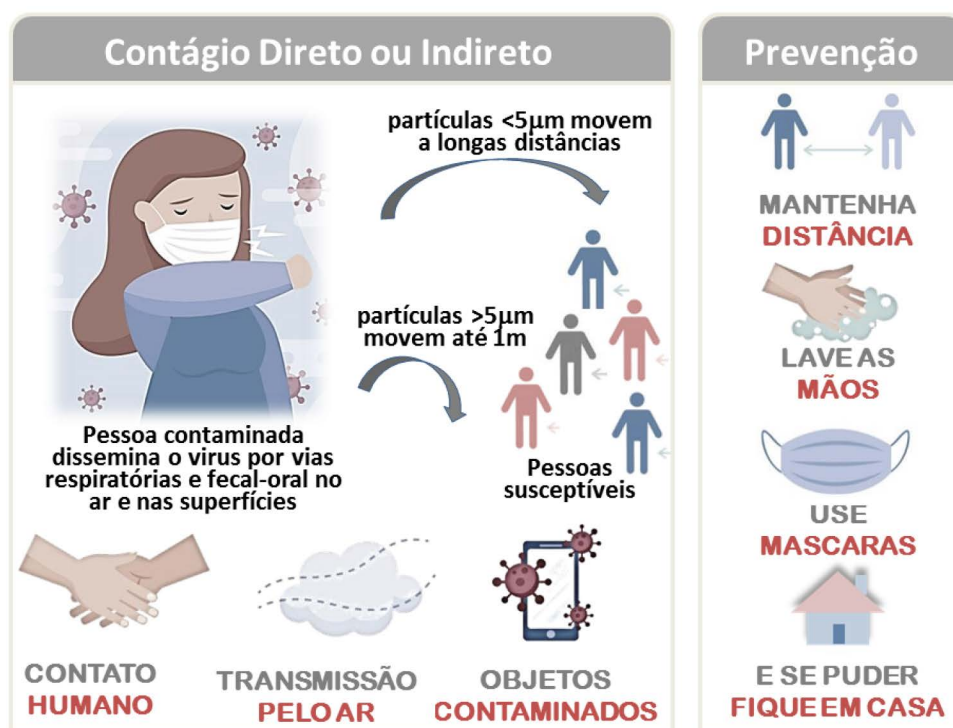 Contágio Direto ou Indireto
partículas <5µm movem
a longas distâncias
partículas >5µm
movem até 1m
Pessoa contaminada
dissemina o virus por vias
respiratórias e fecal-oral no
ar e nas superfícies
Pessoas
susceptíveis
CONTATO
HUMANO
TRANSMISSÃO
PELO AR
OBJETOS
CONTAMINADOS
Prevenção
MANTENHA
DISTÂNCIA
LAVE AS
MÃOS
USE
MASCARAS
E SE PUDER
FIQUE EM CASA